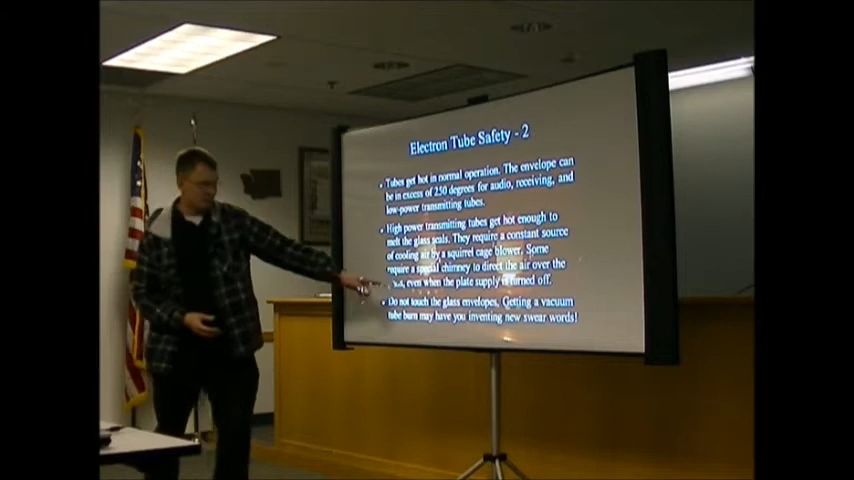 Electron Tube Safety - 2
• Tubes get hot in normal operation. The envelope can
be in excess of 250 degrees for audio, receiving, and
low-power transmitting tubes.
• High power transmitting tubes get hot enough to
melt the glass seals. They require a constant source
of cooling air by a squirrel cage blower. Some
require a special chimney to direct the air over the
even when the plate supply is turned off.
• Do not touch the glass envelopes. Getting a vacuum
tube burn may have you inventing new swear words!